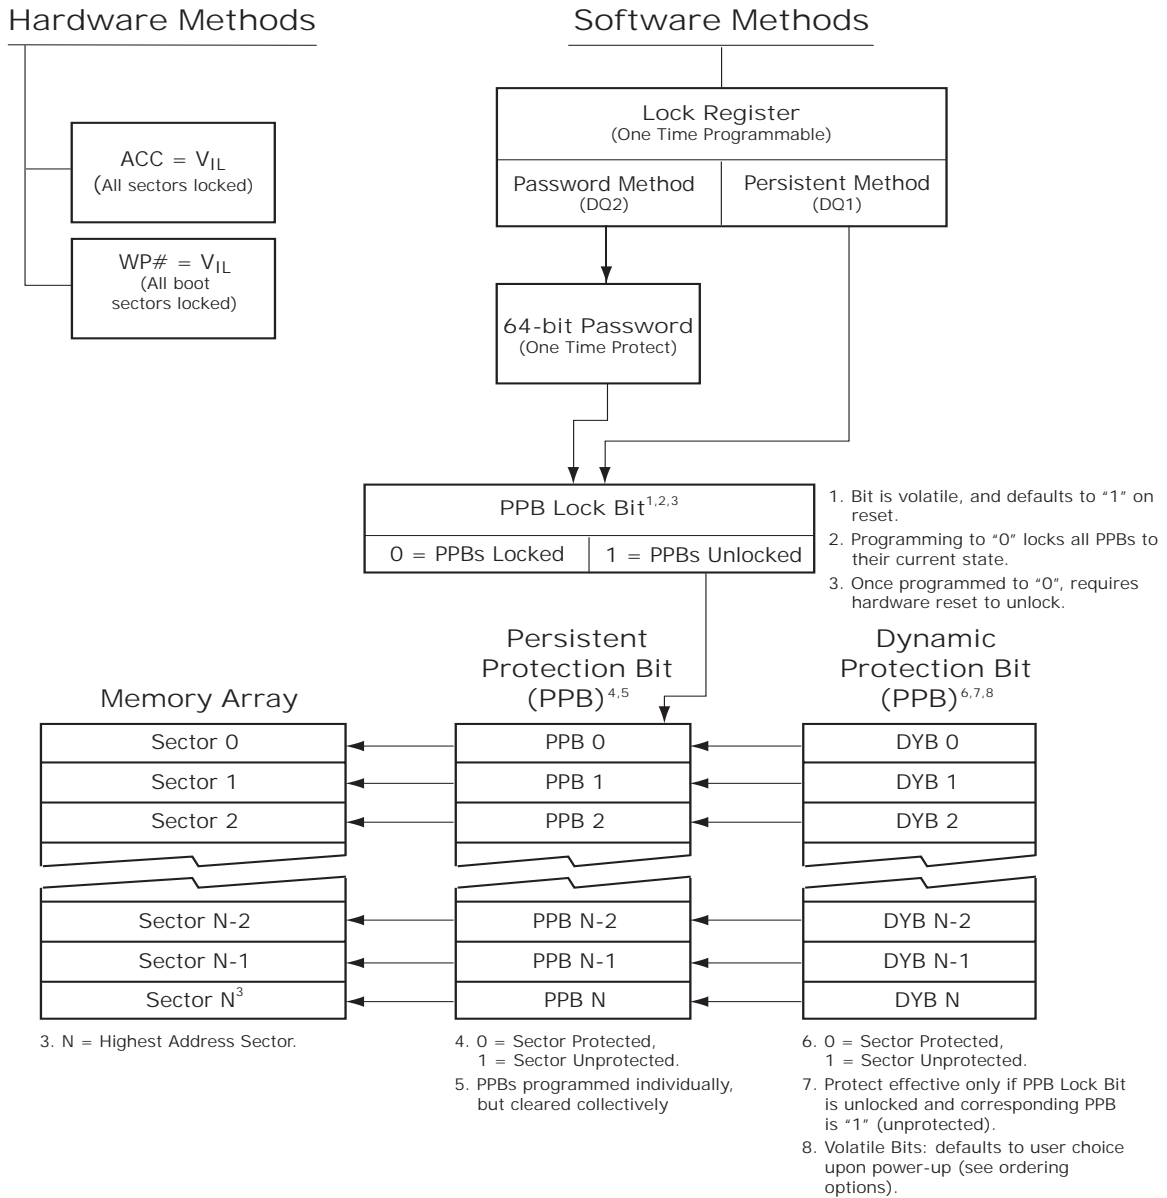 Hardware Methods
Software Methods
ACC = VIL
(All sectors locked)
WP# = VIL
(All boot
sectors locked)
Lock Register
(One Time Programmable)
Password Method
(DQ2)
Persistent Method
(DQ1)
64-bit Password
(One Time Protect)
PPB Lock Bit1,2,3
0 = PPBs Locked
1 = PPBs Unlocked
1. Bit is volatile, and defaults to “1” on
reset.
2. Programming to “0” locks all PPBs to
their current state.
3. Once programmed to “0”, requires
hardware reset to unlock.
Memory Array
Sector 0
Sector 1
Sector 2
Sector N-2
Sector N-1
Sector N3
3. N = Highest Address Sector.
Persistent
Protection Bit
(PPB)4,5
PPB 0
PPB 1
PPB 2
PPB N-2
PPB N-1
PPB N
4. 0 = Sector Protected,
1 = Sector Unprotected.
5. PPBs programmed individually,
but cleared collectively
Dynamic
Protection Bit
(PPB)6,7,8
DYB 0
DYB 1
DYB 2
DYB N-2
DYB N-1
DYB N
6. 0 = Sector Protected,
1 = Sector Unprotected.
7. Protect effective only if PPB Lock Bit
is unlocked and corresponding PPB
is “1” (unprotected).
8. Volatile Bits: defaults to user choice
upon power-up (see ordering
options).